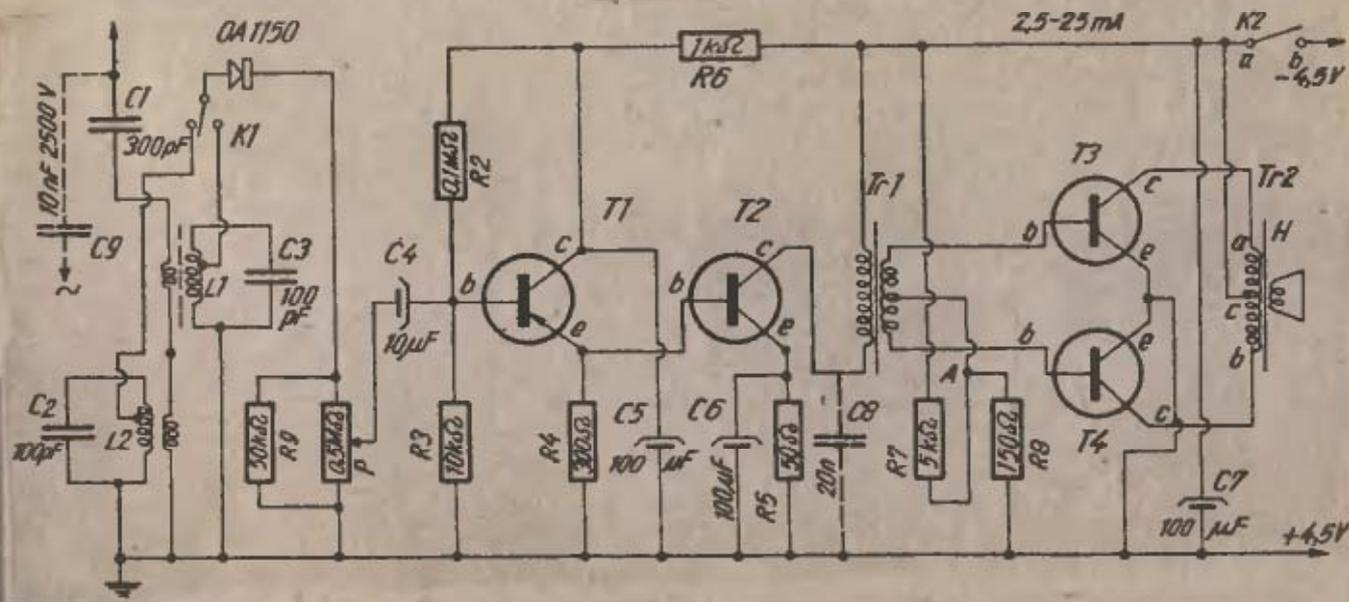 OA1150
2,5-25mA
K2
a
b
-4,5V
1kΩ
R6
C1
300pF
K1
10nF 2500V
C9
~
L1
C3
100
pF
C2
100pF
L2
50kΩ
R9
0,5MΩ
P
C4
10µF
0,1MΩ
R2
R3
10kΩ
b
T1
c
e
R4
300Ω
C5
100 µF
b
T2
c
e
C6
100µF
R5
50Ω
C8
20n
Tr1
R7
5kΩ
A
150Ω
R8
T3
b
c
e
b
e
c
T4
Tr2
a
H
c
b
C7
100 µF
+4,5V